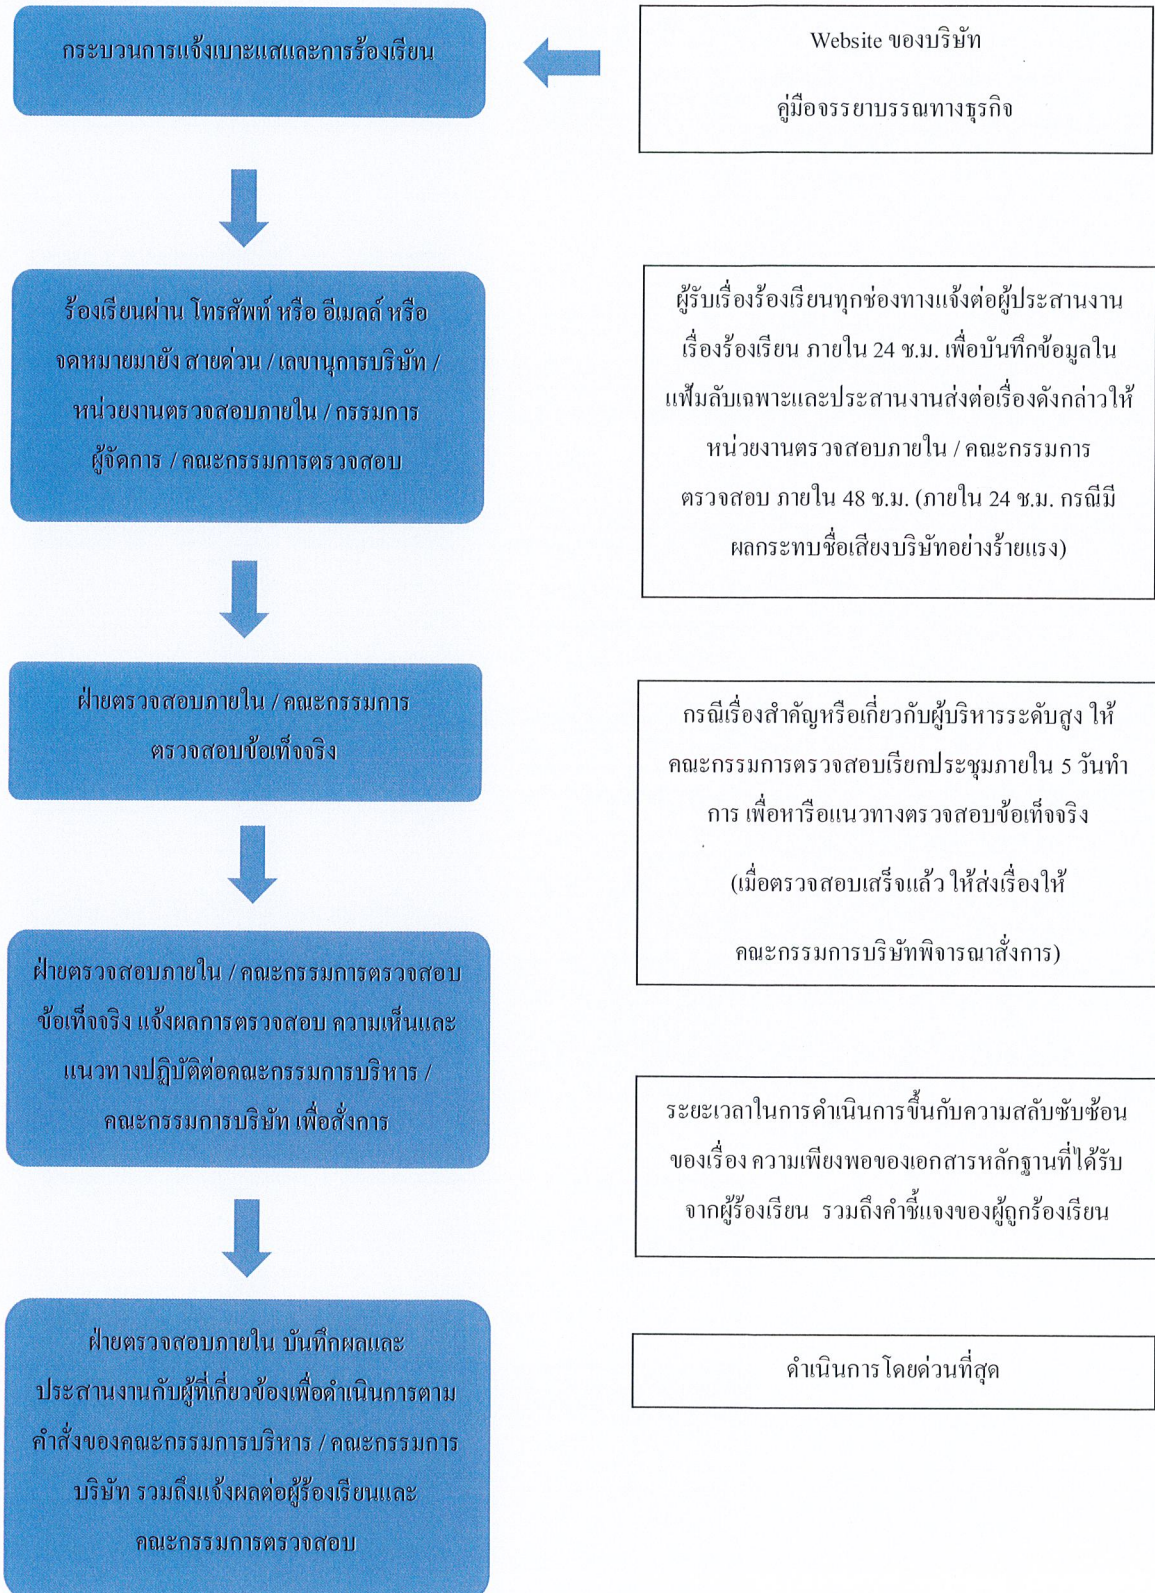 กระบวนการแจ้งเบาะแสและการร้องเรียน
Website ของบริษัท
คู่มือจรรยาบรรณทางธุรกิจ
ร้องเรียนผ่าน โทรศัพท์ หรือ อีเมลล์ หรือ
จดหมายมายัง สายด่วน / เลขานุการบริษัท /
หน่วยงานตรวจสอบภายใน / กรรมการ
ผู้จัดการ / คณะกรรมการตรวจสอบ
ผู้รับเรื่องร้องเรียนทุกช่องทางแจ้งต่อผู้ประสานงาน
เรื่องร้องเรียน ภายใน 24 ช.ม. เพื่อบันทึกข้อมูลใน
แฟ้มลับเฉพาะและประสานงานส่งต่อเรื่องดังกล่าวให้
หน่วยงานตรวจสอบภายใน / คณะกรรมการ
ตรวจสอบ ภายใน 48 ช.ม. (ภายใน 24 ช.ม. กรณีมี
ผลกระทบชื่อเสียงบริษัทอย่างร้ายแรง)
ฝ่ายตรวจสอบภายใน / คณะกรรมการ
ตรวจสอบข้อเท็จจริง
กรณีเรื่องสำคัญหรือเกี่ยวกับผู้บริหารระดับสูง ให้
คณะกรรมการตรวจสอบเรียกประชุมภายใน 5 วันทำ
การ เพื่อหารือแนวทางตรวจสอบข้อเท็จจริง
(เมื่อตรวจสอบเสร็จแล้ว ให้ส่งเรื่องให้
คณะกรรมการบริษัทพิจารณาสั่งการ)
ฝ่ายตรวจสอบภายใน / คณะกรรมการตรวจสอบ
ข้อเท็จจริง แจ้งผลการตรวจสอบ ความเห็นและ
แนวทางปฏิบัติต่อคณะกรรมการบริหาร /
คณะกรรมการบริษัท เพื่อสั่งการ
ระยะเวลาในการดำเนินการขึ้นกับความสลับซับซ้อน
ของเรื่อง ความเพียงพอของเอกสารหลักฐานที่ได้รับ
จากผู้ร้องเรียน รวมถึงคำชี้แจงของผู้ถูกร้องเรียน
ฝ่ายตรวจสอบภายใน บันทึกผลและ
ประสานงานกับผู้ที่เกี่ยวข้องเพื่อดำเนินการตาม
คำสั่งของคณะกรรมการบริหาร / คณะกรรมการ
บริษัท รวมถึงแจ้งผลต่อผู้ร้องเรียนและ
คณะกรรมการตรวจสอบ
ดำเนินการโดยด่วนที่สุด